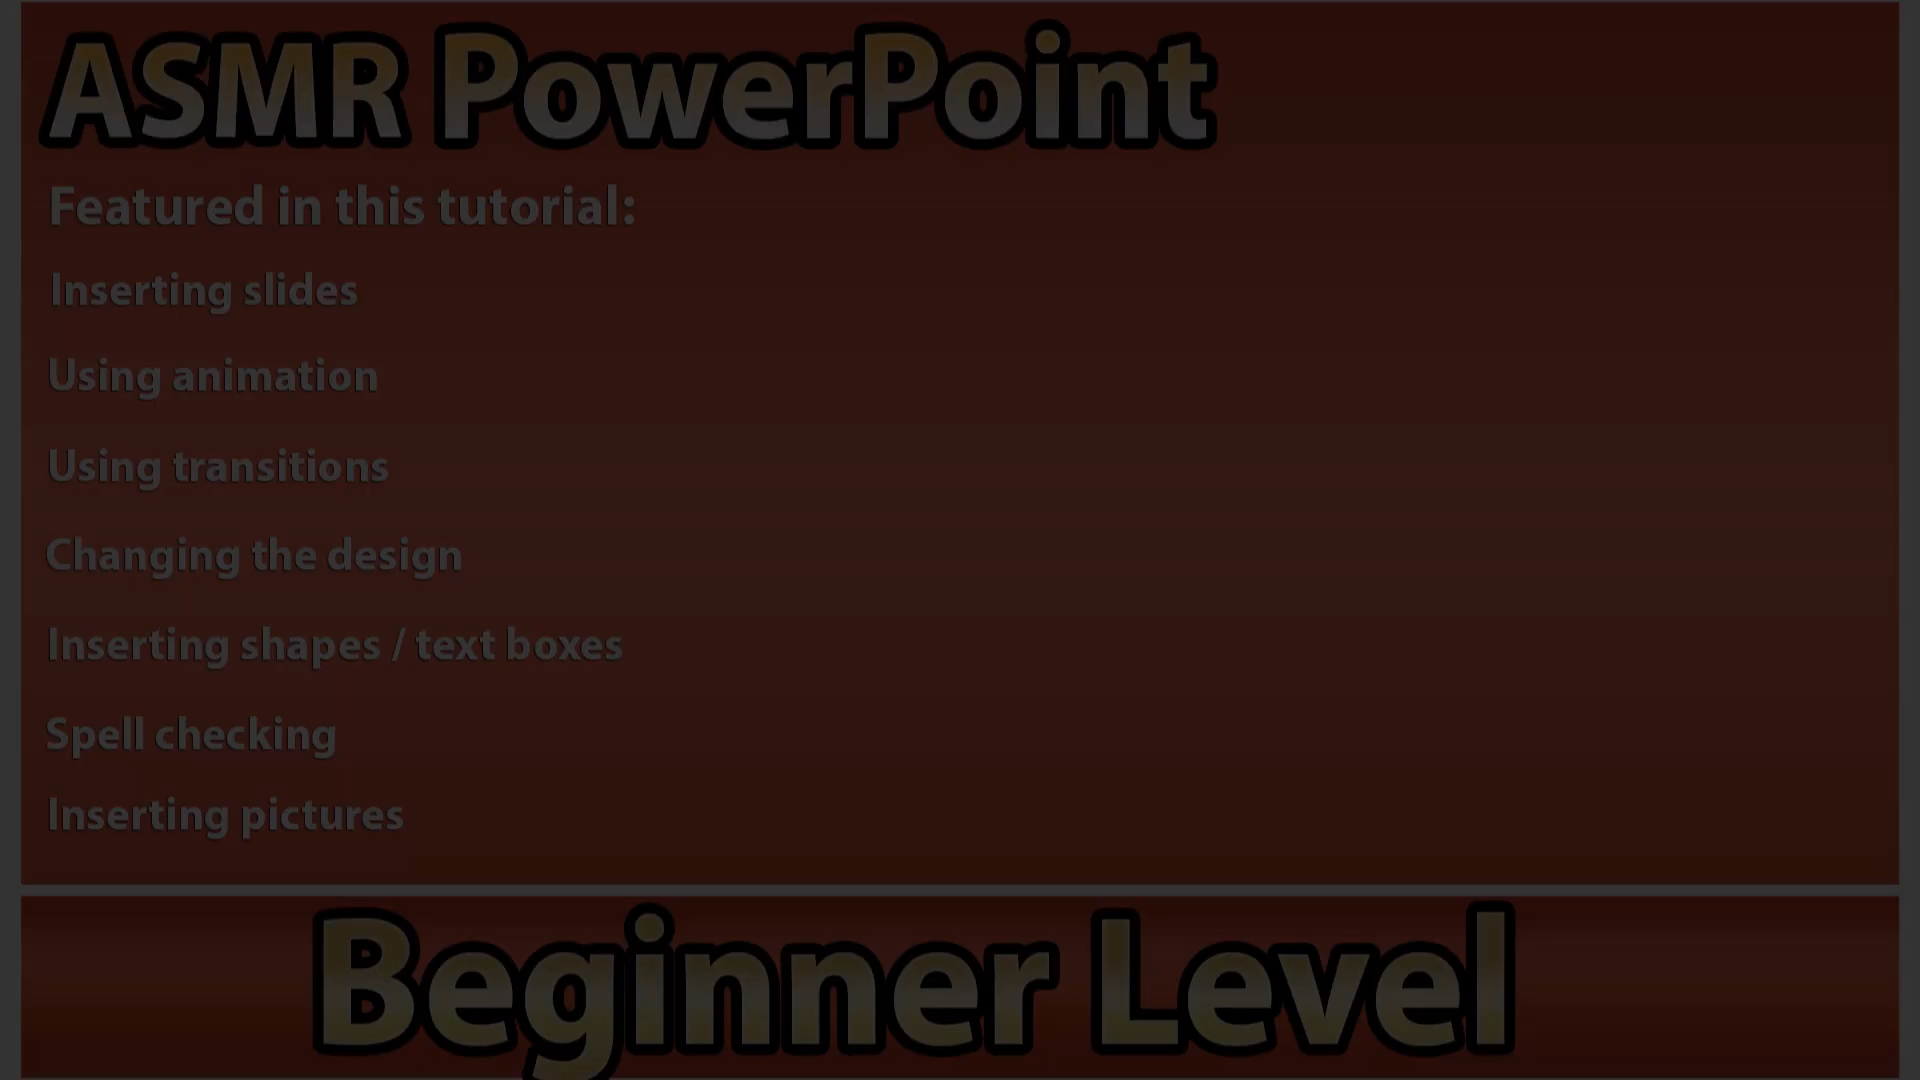 ASMR PowerPoint
Featured in this tutorial:
Inserting slides
Using animation
Using transitions
Changing the design
Inserting shapes / text boxes
Spell checking
Inserting pictures
Beginner Level